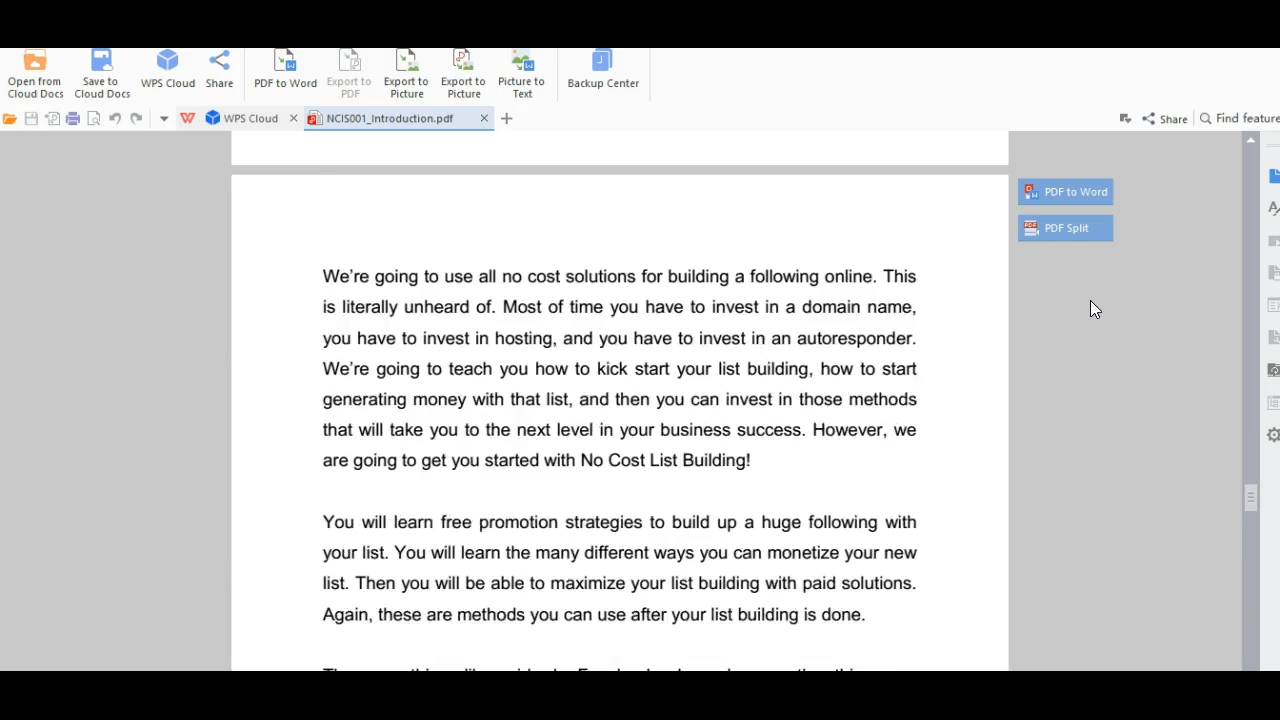 Open from
Cloud Docs
Save to
Cloud Docs
WPS Cloud
Share
PDF to Word
Export to
PDF
Export to
Picture
Export to
Picture
Picture to
Text
Backup Center
WPS Cloud
NCIS001_Introduction.pdf
Share
Find feature
PDF to Word
PDF Split
We're going to use all no cost solutions for building a following online. This
is literally unheard of. Most of time you have to invest in a domain name,
you have to invest in hosting, and you have to invest in an autoresponder.
We're going to teach you how to kick start your list building, how to start
generating money with that list, and then you can invest in those methods
that will take you to the next level in your business success. However, we
are going to get you started with No Cost List Building!
You will learn free promotion strategies to build up a huge following with
your list. You will learn the many different ways you can monetize your new
list. Then you will be able to maximize your list building with paid solutions.
Again, these are methods you can use after your list building is done.